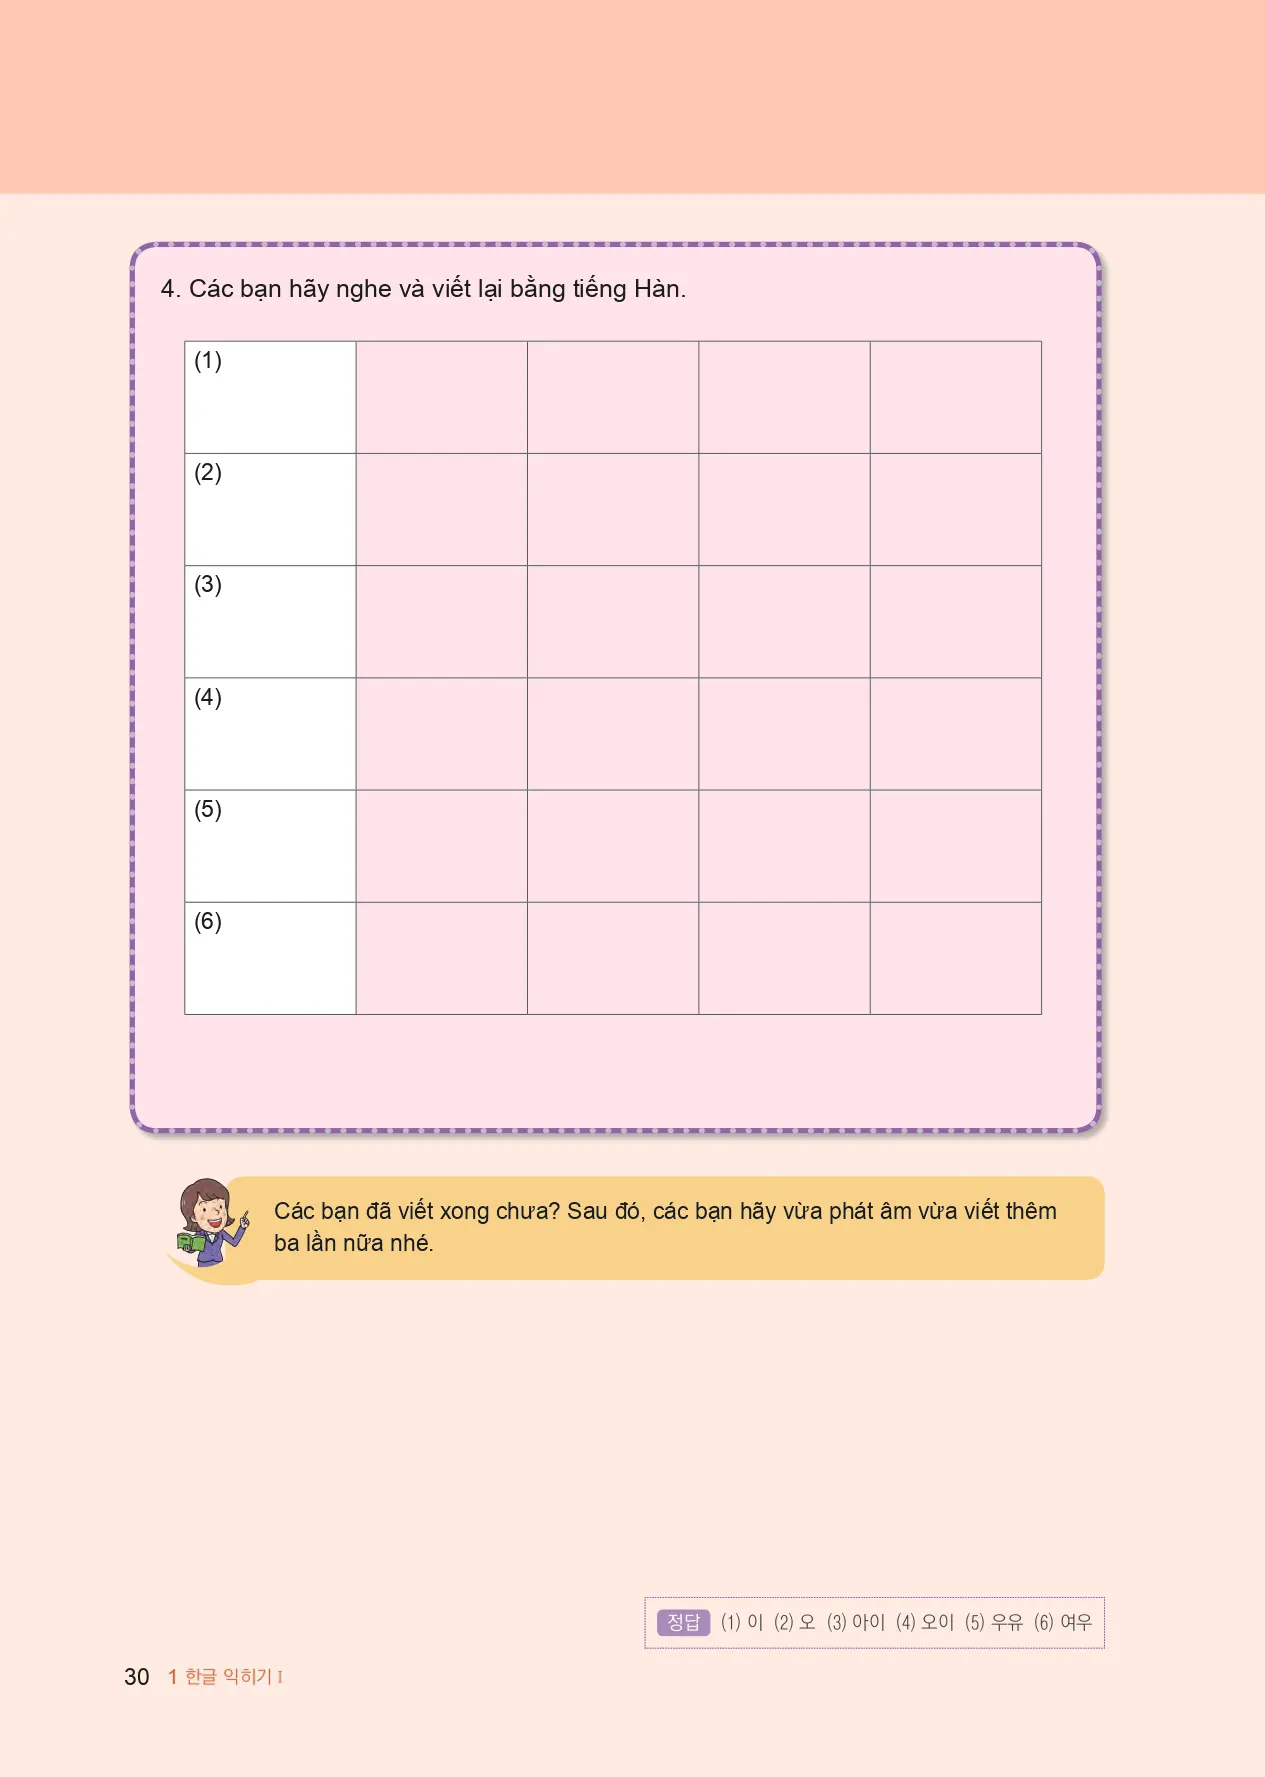 4. Các bạn hãy nghe và viết lại bằng tiếng Hàn.
(1)
(2)
(3)
(4)
(5)
(6)
Các bạn đã viết xong chưa? Sau đó, các bạn hãy vừa phát âm vừa viết thêm
ba lần nữa nhé.
정답 (1) 이 (2) 오 (3) 아이 (4) 오이 (5) 우유 (6) 여우
30 1 한글 익히기 I